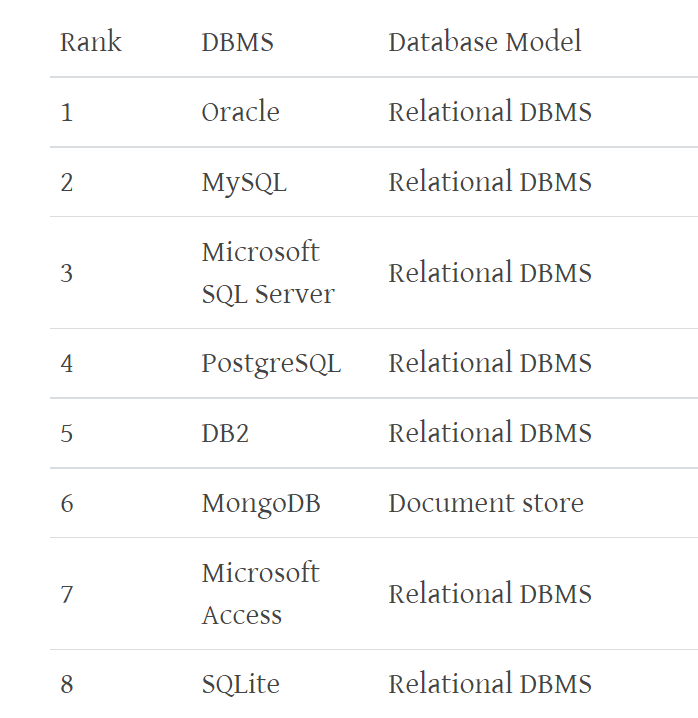 Rank DBMS Database Model
1 Oracle Relational DBMS
2 MySQL Relational DBMS
3 Microsoft SQL Server Relational DBMS
4 PostgreSQL Relational DBMS
5 DB2 Relational DBMS
6 MongoDB Document store
7 Microsoft Access Relational DBMS
8 SQLite Relational DBMS